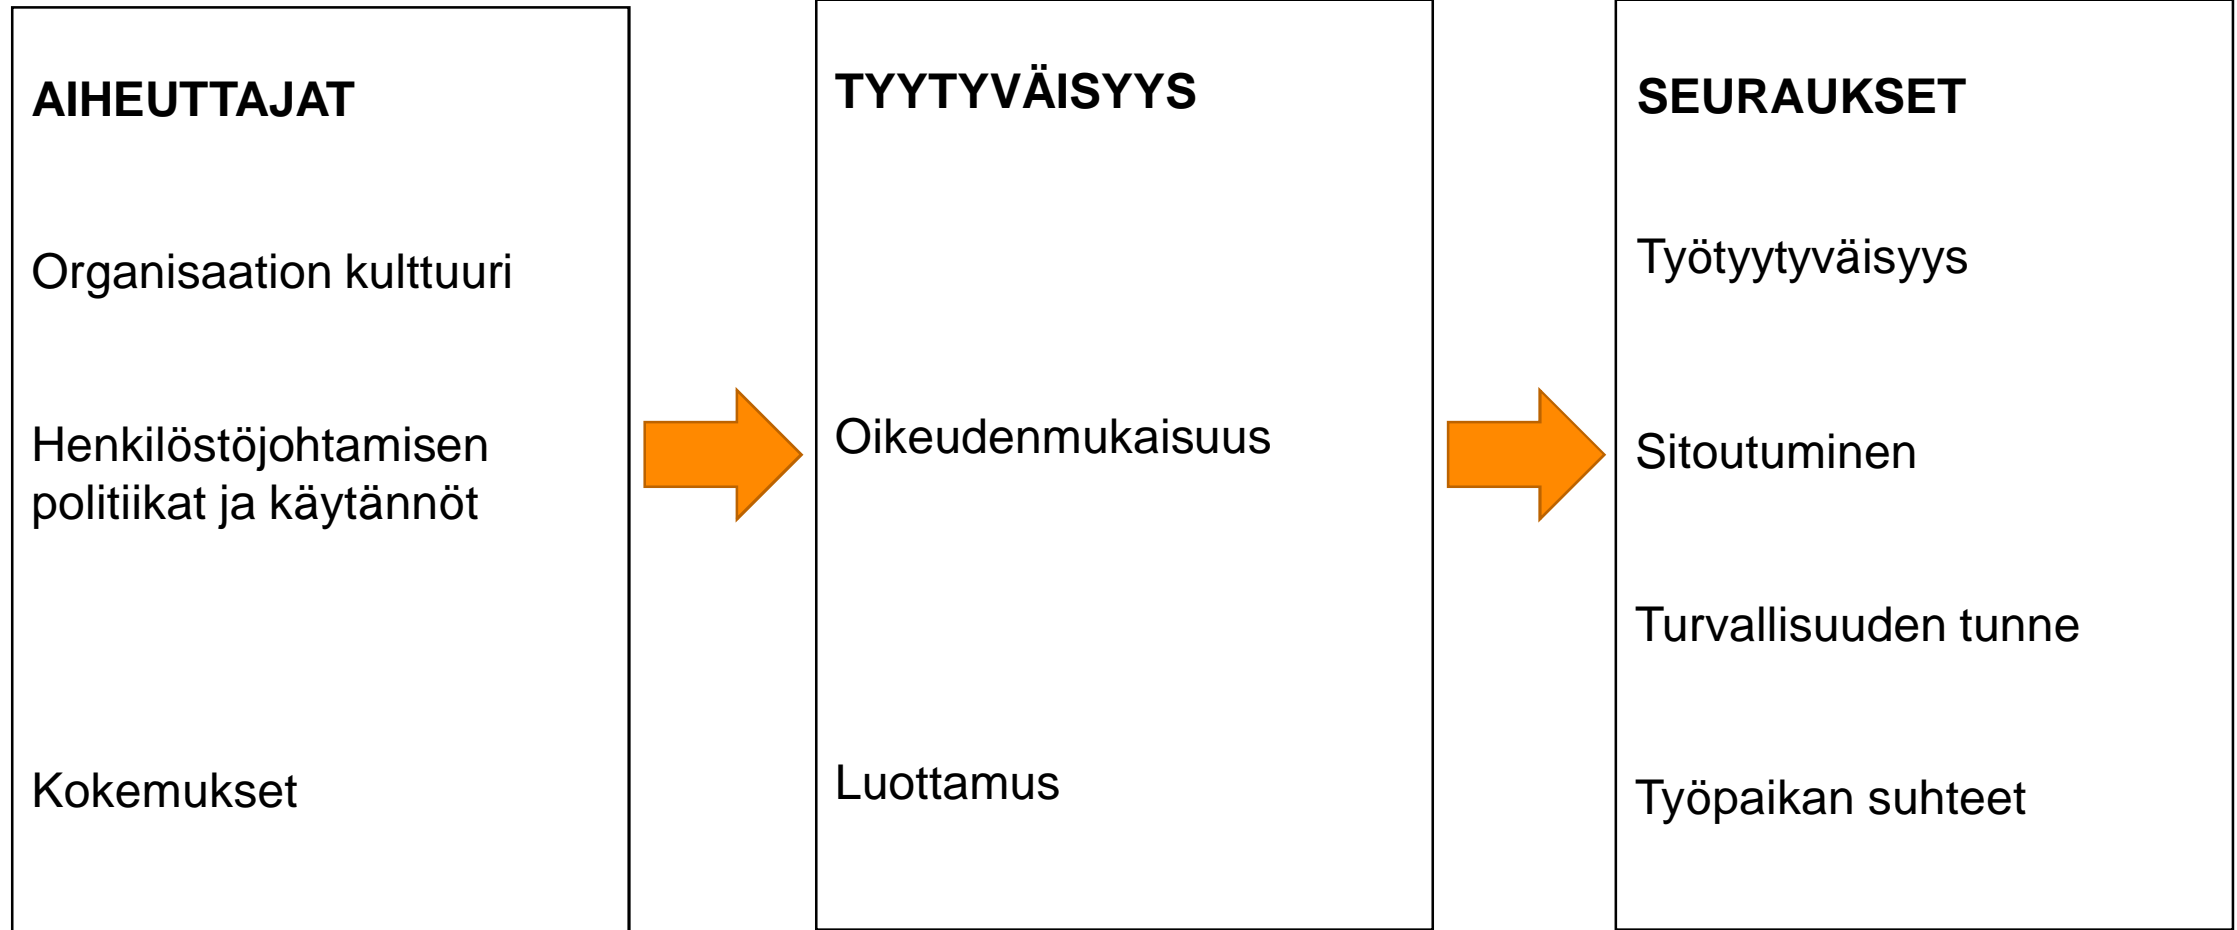 AIHEUTTAJAT
Organisaation kulttuuri
Henkilöstöjohtamisen
politiikat ja käytännöt
Kokemukset
TYYTYVÄISYYS
Oikeudenmukaisuus
Luottamus
SEURAUKSET
Työtyytyväisyys
Sitoutuminen
Turvallisuuden tunne
Työpaikan suhteet